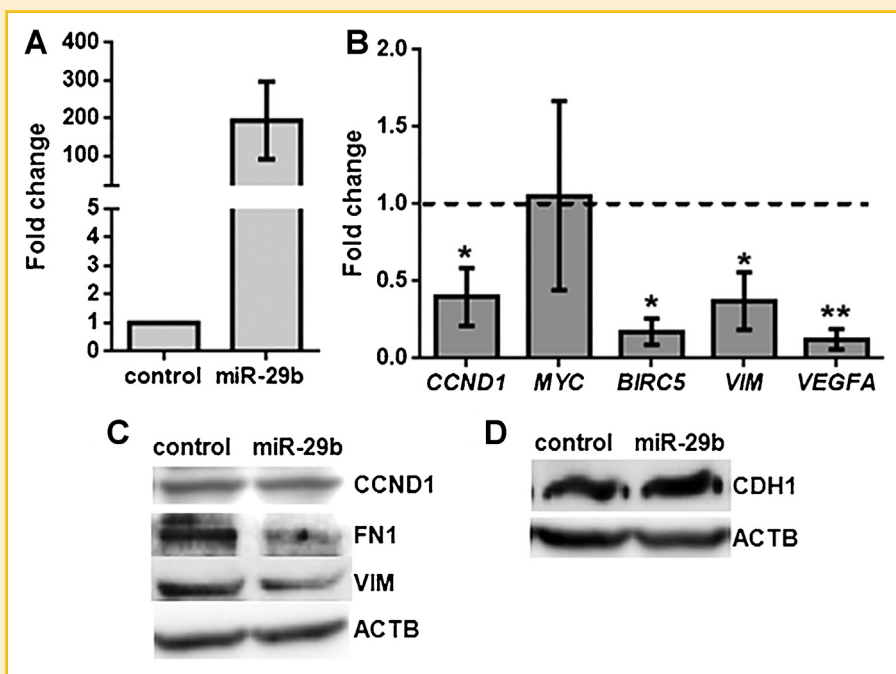 A
Fold change
400
300
200
100
5
4
3
2
1
0
control miR-29b
B
Fold change
2.0
1.5
1.0
0.5
0.0
* * * **
CCND1 MYC BIRC5 VIM VEGFA
C
control miR-29b
CCND1
FN1
VIM
ACTB
D
control miR-29b
CDH1
ACTB